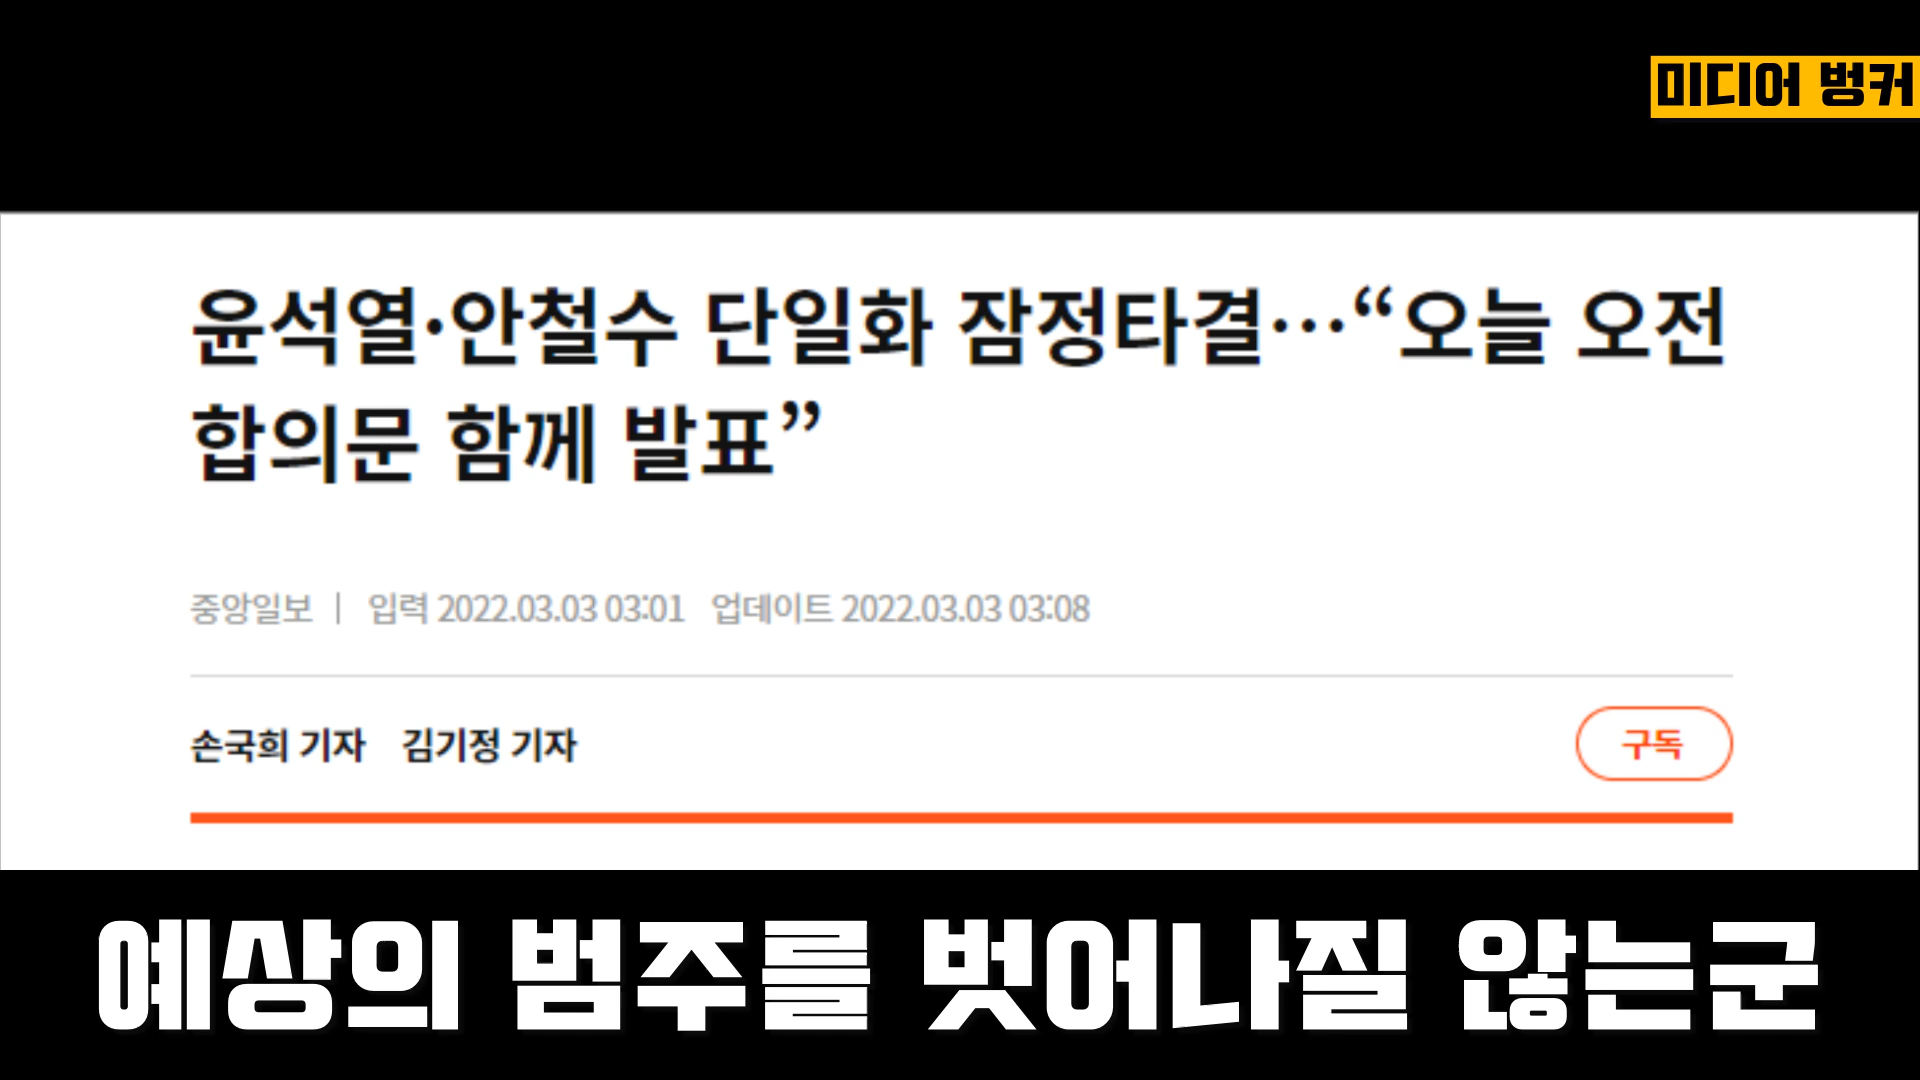 미디어 벙커
윤석열·안철수 단일화 잠정타결…“오늘 오전
합의문 함께 발표”
중앙일보 | 입력 2022.03.03 03:01 업데이트 2022.03.03 03:08
손국희 기자 김기정 기자
구독
예상의 범주를 벗어나질 않는군